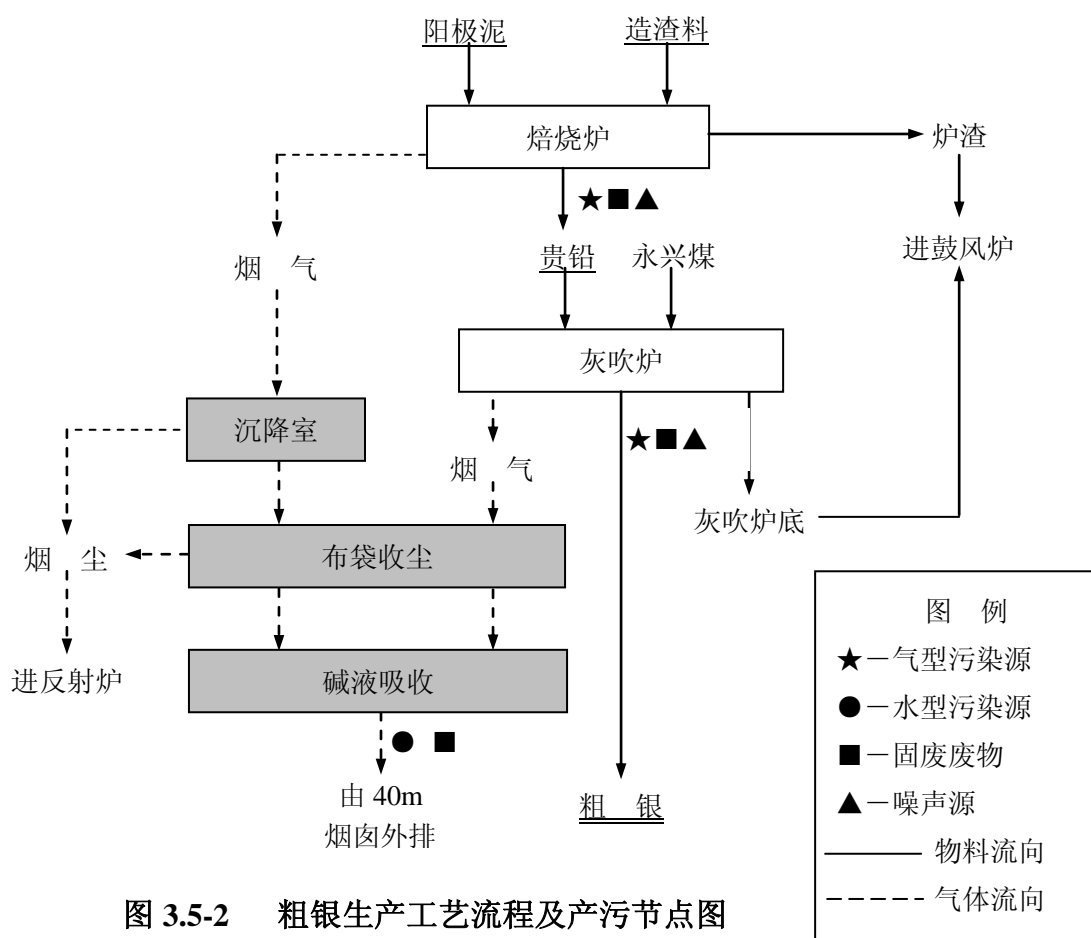 阳极泥 造渣料
焙烧炉 炉渣
★■▲
烟 气 贵铅 永兴煤 进鼓风炉
灰吹炉
沉降室 ★■▲
烟 气
灰吹炉底
烟 尘 布袋收尘
图 例
进反射炉 碱液吸收 ★－气型污染源
●－水型污染源
● ■ ■－固废废物
由 40m 粗 银 ▲－噪声源
烟囱外排 物料流向
气体流向
图 3.5-2 粗银生产工艺流程及产污节点图